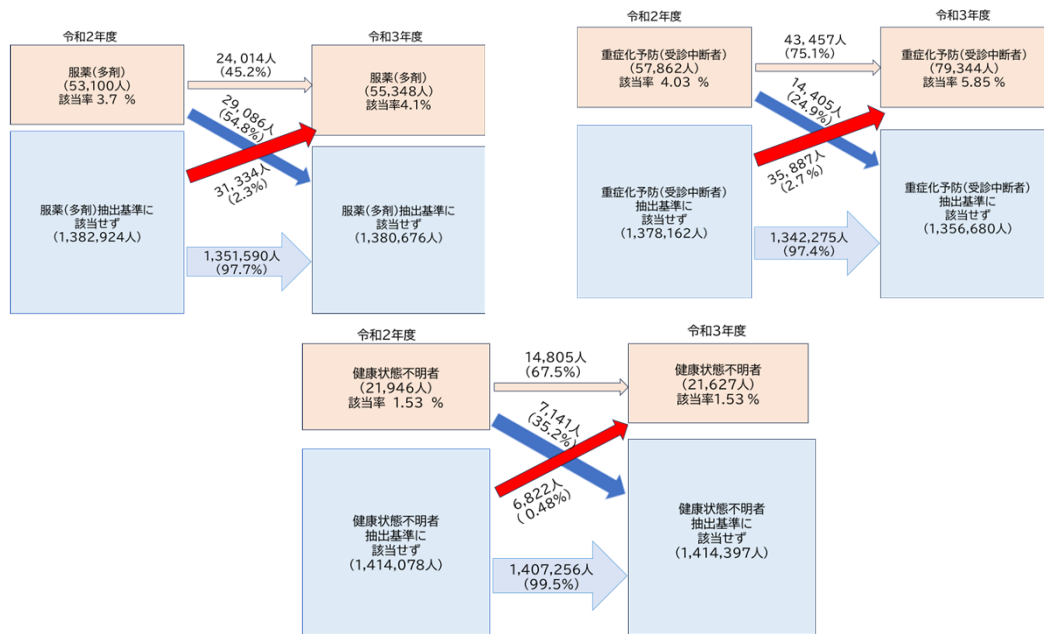 令和2年度
令和3年度
服薬(多剤)
(53,100人)
該当率 3.7 %
24,014人
(45.2%)
服薬(多剤)
(55,348人)
該当率4.1%
29,086人
(54.8%)
31,334人
(2.3%)
服薬(多剤)抽出基準に
該当せず
(1,382,924人)
1,351,590人
(97.7%)
服薬(多剤)抽出基準に
該当せず
(1,380,676人)
令和2年度
令和3年度
重症化予防(受診中断者)
(57,862人)
該当率 4.03 %
43,457人
(75.1%)
重症化予防(受診中断者)
(79,344人)
該当率 5.85 %
14,405人
(24.9%)
35,887人
(2.7%)
重症化予防(受診中断者)
抽出基準に
該当せず
(1,378,162人)
1,342,275人
(97.4%)
重症化予防(受診中断者)
抽出基準に
該当せず
(1,356,680人)
令和2年度
令和3年度
健康状態不明者
(21,946人)
該当率 1.53 %
14,805人
(67.5%)
健康状態不明者
(21,627人)
該当率1.53 %
7,141人
(35.2%)
6,822人
( 0.48%)
健康状態不明者
抽出基準に
該当せず
(1,414,078人)
1,407,256人
(99.5%)
健康状態不明者
抽出基準に
該当せず
(1,414,397人)